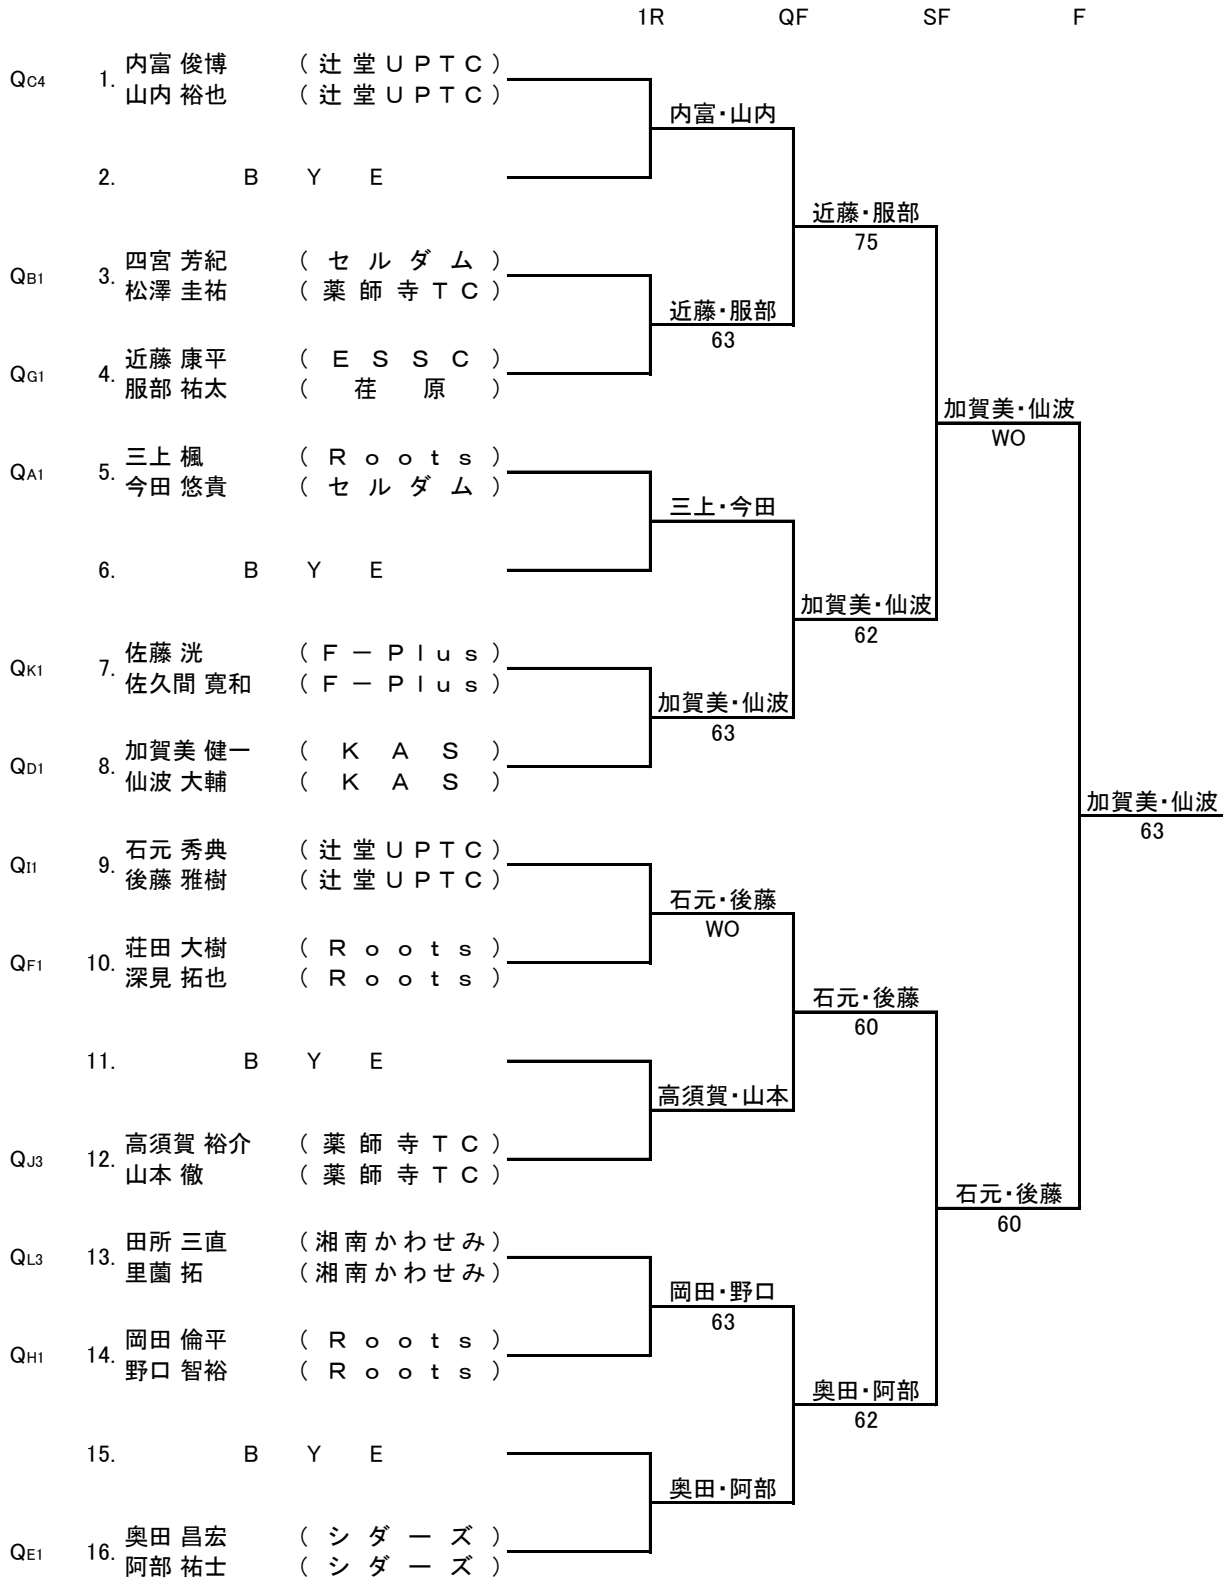 1R QF SF F
QC4 1. 内富 俊博 (辻堂UPTC)
山内 裕也 (辻堂UPTC)
内富・山内
2. B Y E
近藤・服部
75
QB1 3. 四宮 芳紀 (セルダム)
松澤 圭祐 (薬師寺TC)
近藤・服部
63
QG1 4. 近藤 康平 (ESSC)
服部 祐太 (荏原)
加賀美・仙波
WO
QA1 5. 三上 楓 (Roots)
今田 悠貴 (セルダム)
三上・今田
6. B Y E
加賀美・仙波
62
QK1 7. 佐藤 洸 (F-Plus)
佐久間 寛和 (F-Plus)
加賀美・仙波
63
QD1 8. 加賀美 健一 (KAS)
仙波 大輔 (KAS)
加賀美・仙波
63
QI1 9. 石元 秀典 (辻堂UPTC)
後藤 雅樹 (辻堂UPTC)
石元・後藤
WO
QF1 10. 荘田 大樹 (Roots)
深見 拓也 (Roots)
石元・後藤
60
11. B Y E
高須賀・山本
QJ3 12. 高須賀 裕介 (薬師寺TC)
山本 徹 (薬師寺TC)
石元・後藤
60
QL3 13. 田所 三直 (湘南かわせみ)
里薗 拓 (湘南かわせみ)
岡田・野口
63
QH1 14. 岡田 倫平 (Roots)
野口 智裕 (Roots)
奥田・阿部
62
15. B Y E
奥田・阿部
QE1 16. 奥田 昌宏 (シダーズ)
阿部 祐士 (シダーズ)